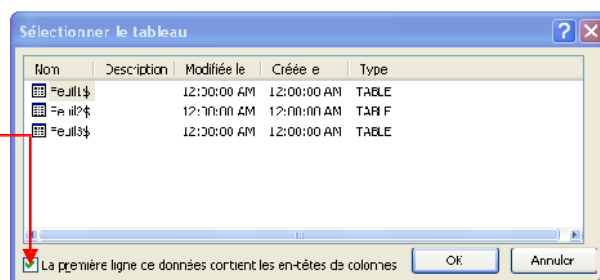 Sélectionner le tableau
Nom Description Modifiée le Créée e Type
Feuil1$ 12:00:00 AM 12:00:00 AM TABLE
Feuil2$ 12:00:00 AM 12:00:00 AM TABLE
Feuil3$ 12:00:00 AM 12:00:00 AM TABLE
La première ligne de données contient les en-têtes de colonnes OK Annuler